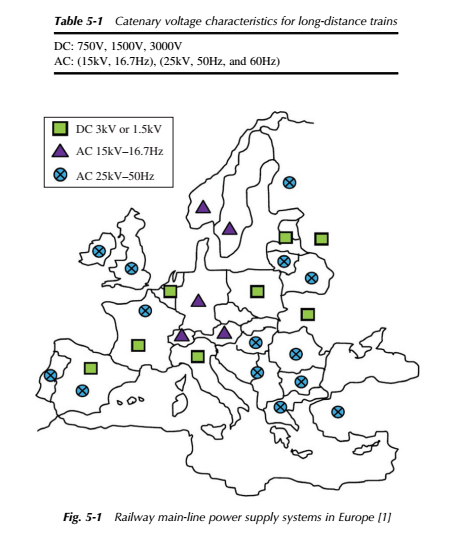 Table 5-1 Catenary voltage characteristics for long-distance trains
DC: 750V, 1500V, 3000V
AC: (15kV, 16.7Hz), (25kV, 50Hz, and 60Hz)
DC 3kV or 1.5kV
AC 15kV–16.7Hz
AC 25kV–50Hz
Fig. 5-1 Railway main-line power supply systems in Europe [1]